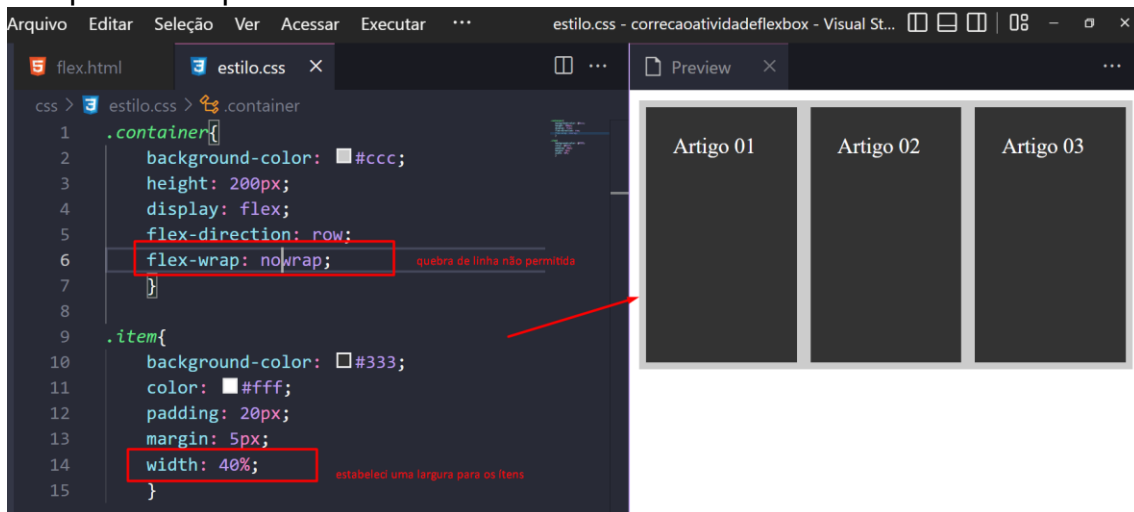 Arquivo Editar Seleção Ver Acessar Executar ··· estilo.css - correcaoatividadeflexbox - Visual St...
flex.html estilo.css ×
css > estilo.css > .container
1 .container{
2 background-color: #ccc;
3 height: 200px;
4 display: flex;
5 flex-direction: row;
6 flex-wrap: nowrap; quebra de linha não permitida
7 }
8
9 .item{
10 background-color: #333;
11 color: #fff;
12 padding: 20px;
13 margin: 5px;
14 width: 40%; estabeleci uma largura para os ítens
15 }
Preview ×
Artigo 01 Artigo 02 Artigo 03